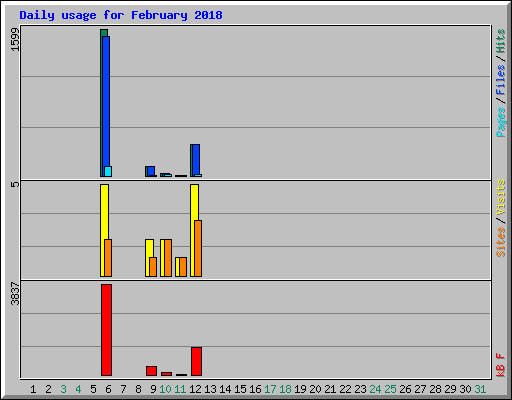 Daily usage for February 2018
1599
Pages/Files/Hits
5
Sites/Visits
3837
kB F
1 2 3 4 5 6 7 8 9 10 11 12 13 14 15 16 17 18 19 20 21 22 23 24 25 26 27 28 29 30 31